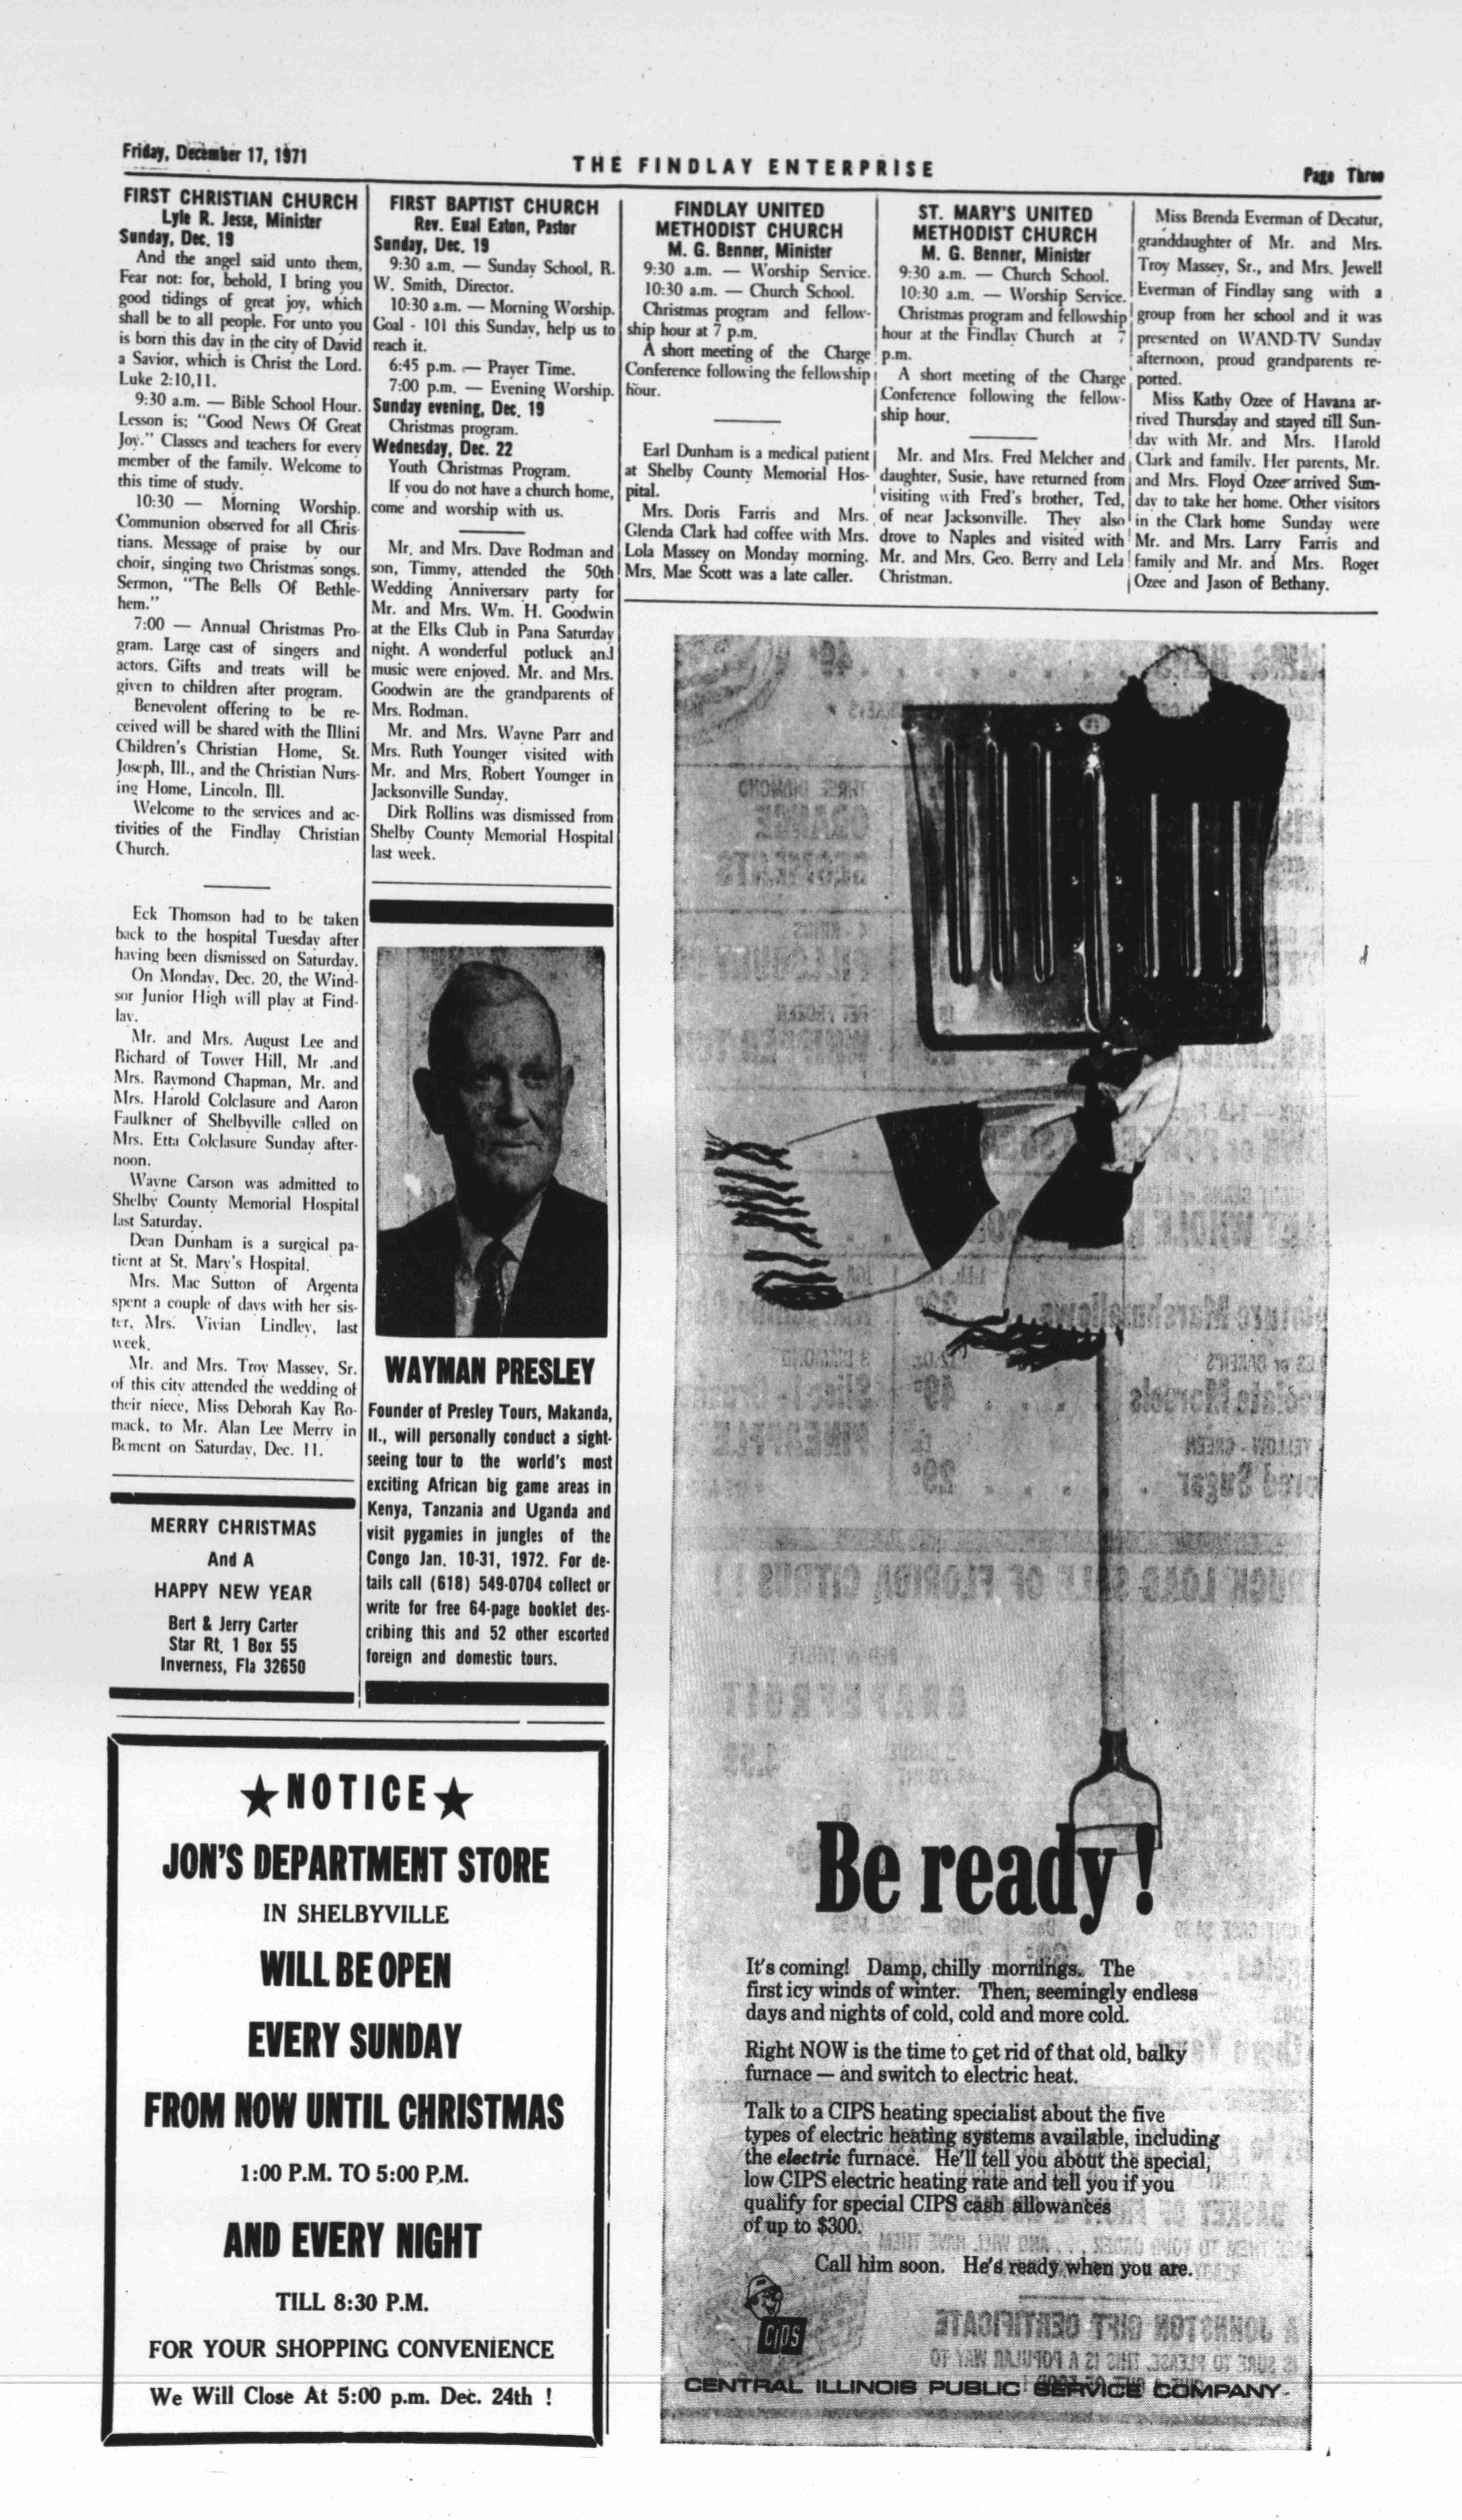 Friday, December 17, 1971
THE FINDLAY ENTERPRISE
Page Three
FIRST CHRISTIAN CHURCH
Lyle R. Jesse, Minister
Sunday, Dec. 19
And the angel said unto them,
Fear not: for, behold, I bring you
good tidings of great joy, which
shall be to all people. For unto you
is born this day in the city of David
a Savior, which is Christ the Lord.
Luke 2:10,11.
9:30 a.m. — Bible School Hour.
Lesson is: "Good News Of Great
Joy." Classes and teachers for every
member of the family. Welcome to
this time of study.
10:30 — Morning Worship.
Communion observed for all Chris-
tians. Message of praise by our
choir, singing two Christmas songs.
Sermon, "The Bells Of Bethle-
hem."
7:00 — Annual Christmas Pro-
gram. Large cast of singers and
actors. Gifts and treats will be
given to children after program.
Benevolent offering to be re-
ceived will be shared with the Illini
Children's Christian Home, St.
Joseph, Ill., and the Christian Nurs-
ing Home, Lincoln, Ill.
Welcome to the services and ac-
tivities of the Findlay Christian
Church.
Eck Thomson had to be taken
back to the hospital Tuesday after
having been dismissed on Saturday.
On Monday, Dec. 20, the Wind-
sor Junior High will play at Find-
lay.
Mr. and Mrs. August Lee and
Richard of Tower Hill, Mr .and
Mrs. Raymond Chapman, Mr. and
Mrs. Harold Colclasure and Aaron
Faulkner of Shelbyville called on
Mrs. Etta Colclasure Sunday after-
noon.
Wayne Carson was admitted to
Shelby County Memorial Hospital
last Saturday.
Dean Dunham is a surgical pa-
tient at St. Mary's Hospital.
Mrs. Mac Sutton of Argenta
spent a couple of days with her sis-
ter, Mrs. Vivian Lindley, last
week.
Mr. and Mrs. Troy Massey, Sr.
of this city attended the wedding of
their niece, Miss Deborah Kay Ro-
mack, to Mr. Alan Lee Merry in
Bement on Saturday, Dec. 11.
MERRY CHRISTMAS
And A
HAPPY NEW YEAR
Bert & Jerry Carter
Star Rt. 1 Box 55
Inverness, Fla 32650
FIRST BAPTIST CHURCH
Rev. Eual Eaton, Pastor
Sunday, Dec. 19
9:30 a.m. — Sunday School, R.
W. Smith, Director.
10:30 a.m. — Morning Worship.
Goal - 101 this Sunday, help us to
reach it.
6:45 p.m. — Prayer Time.
7:00 p.m. — Evening Worship.
Sunday evening, Dec. 19
Christmas program.
Wednesday, Dec. 22
Youth Christmas Program.
If you do not have a church home,
come and worship with us.
Mr. and Mrs. Dave Rodman and
son, Timmy, attended the 50th
Wedding Anniversary party for
Mr. and Mrs. Wm. H. Goodwin
at the Elks Club in Pana Saturday
night. A wonderful potluck and
music were enjoyed. Mr. and Mrs.
Goodwin are the grandparents of
Mrs. Rodman.
Mr. and Mrs. Wayne Parr and
Mrs. Ruth Younger visited with
Mr. and Mrs. Robert Younger in
Jacksonville Sunday.
Dirk Rollins was dismissed from
Shelby County Memorial Hospital
last week.
WAYMAN PRESLEY
Founder of Presley Tours, Makanda,
Il., will personally conduct a sight-
seeing tour to the world's most
exciting African big game areas in
Kenya, Tanzania and Uganda and
visit pygamies in jungles of the
Congo Jan. 10-31, 1972. For de-
tails call (618) 549-0704 collect or
write for free 64-page booklet des-
cribing this and 52 other escorted
foreign and domestic tours.
FINDLAY UNITED
METHODIST CHURCH
M. G. Benner, Minister
9:30 a.m. — Worship Service.
10:30 a.m. — Church School.
Christmas program and fellow-
ship hour at 7 p.m.
A short meeting of the Charge
Conference following the fellowship
hour.
Earl Dunham is a medical patient
at Shelby County Memorial Hos-
pital.
Mrs. Doris Farris and Mrs.
Glenda Clark had coffee with Mrs.
Lola Massey on Monday morning.
Mrs. Mae Scott was a late caller.
ST. MARY'S UNITED
METHODIST CHURCH
M. G. Benner, Minister
9:30 a.m. — Church School.
10:30 a.m. — Worship Service.
Christmas program and fellowship
hour at the Findlay Church at 7
p.m.
A short meeting of the Charge
Conference following the fellow-
ship hour.
Mr. and Mrs. Fred Melcher and
daughter, Susie, have returned from
visiting with Fred's brother, Ted,
of near Jacksonville. They also
drove to Naples and visited with
Mr. and Mrs. Geo. Berry and Lela
Christman.
Miss Brenda Everman of Decatur,
granddaughter of Mr. and Mrs.
Troy Massey, Sr., and Mrs. Jewell
Everman of Findlay sang with a
group from her school and it was
presented on WAND-TV Sunday
afternoon, proud grandparents re-
ported.
Miss Kathy Ozee of Havana ar-
rived Thursday and stayed till Sun-
day with Mr. and Mrs. Harold
Clark and family. Her parents, Mr.
and Mrs. Floyd Ozee arrived Sun-
day to take her home. Other visitors
in the Clark home Sunday were
Mr. and Mrs. Larry Farris and
family and Mr. and Mrs. Roger
Ozee and Jason of Bethany.
★ NOTICE ★
JON'S DEPARTMENT STORE
IN SHELBYVILLE
WILL BE OPEN
EVERY SUNDAY
FROM NOW UNTIL CHRISTMAS
1:00 P.M. TO 5:00 P.M.
AND EVERY NIGHT
TILL 8:30 P.M.
FOR YOUR SHOPPING CONVENIENCE
We Will Close At 5:00 p.m. Dec. 24th !
Be ready!
It's coming! Damp, chilly mornings. The
first icy winds of winter. Then, seemingly endless
days and nights of cold, cold and more cold.
Right NOW is the time to get rid of that old, balky
furnace — and switch to electric heat.
Talk to a CIPS heating specialist about the five
types of electric heating systems available, including
the electric furnace. He'll tell you about the special,
low CIPS electric heating rate and tell you if you
qualify for special CIPS cash allowances
of up to $300.
Call him soon. He's ready when you are.
CIPS
CENTRAL ILLINOIS PUBLIC SERVICE COMPANY